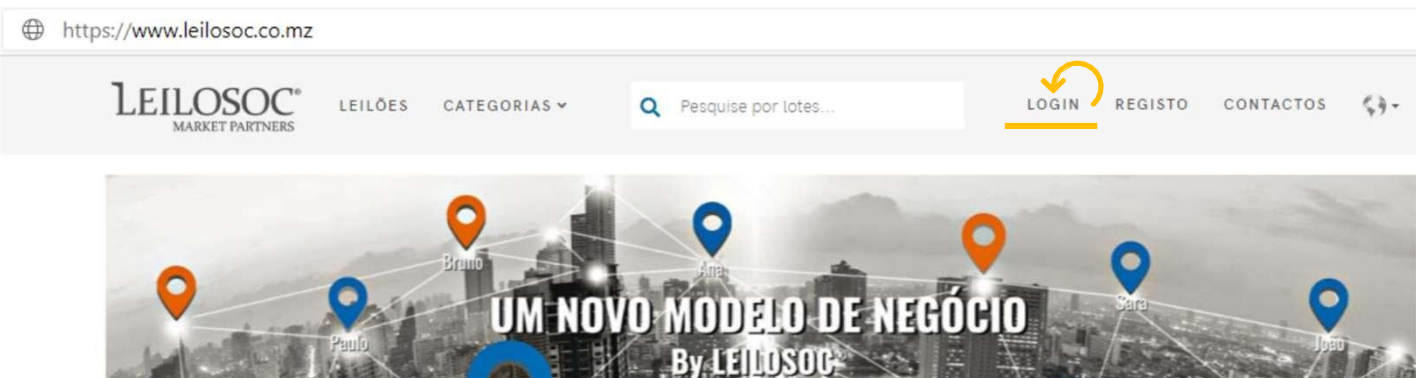 https://www.leilosoc.co.mz
LEILOSOC®
MARKET PARTNERS
LEILÕES
CATEGORIAS
Pesquise por lotes...
LOGIN
REGISTO
CONTACTOS
Bruno
Ana
Sara
Paulo
João
UM NOVO MODELO DE NEGÓCIO
By LEILOSOC®